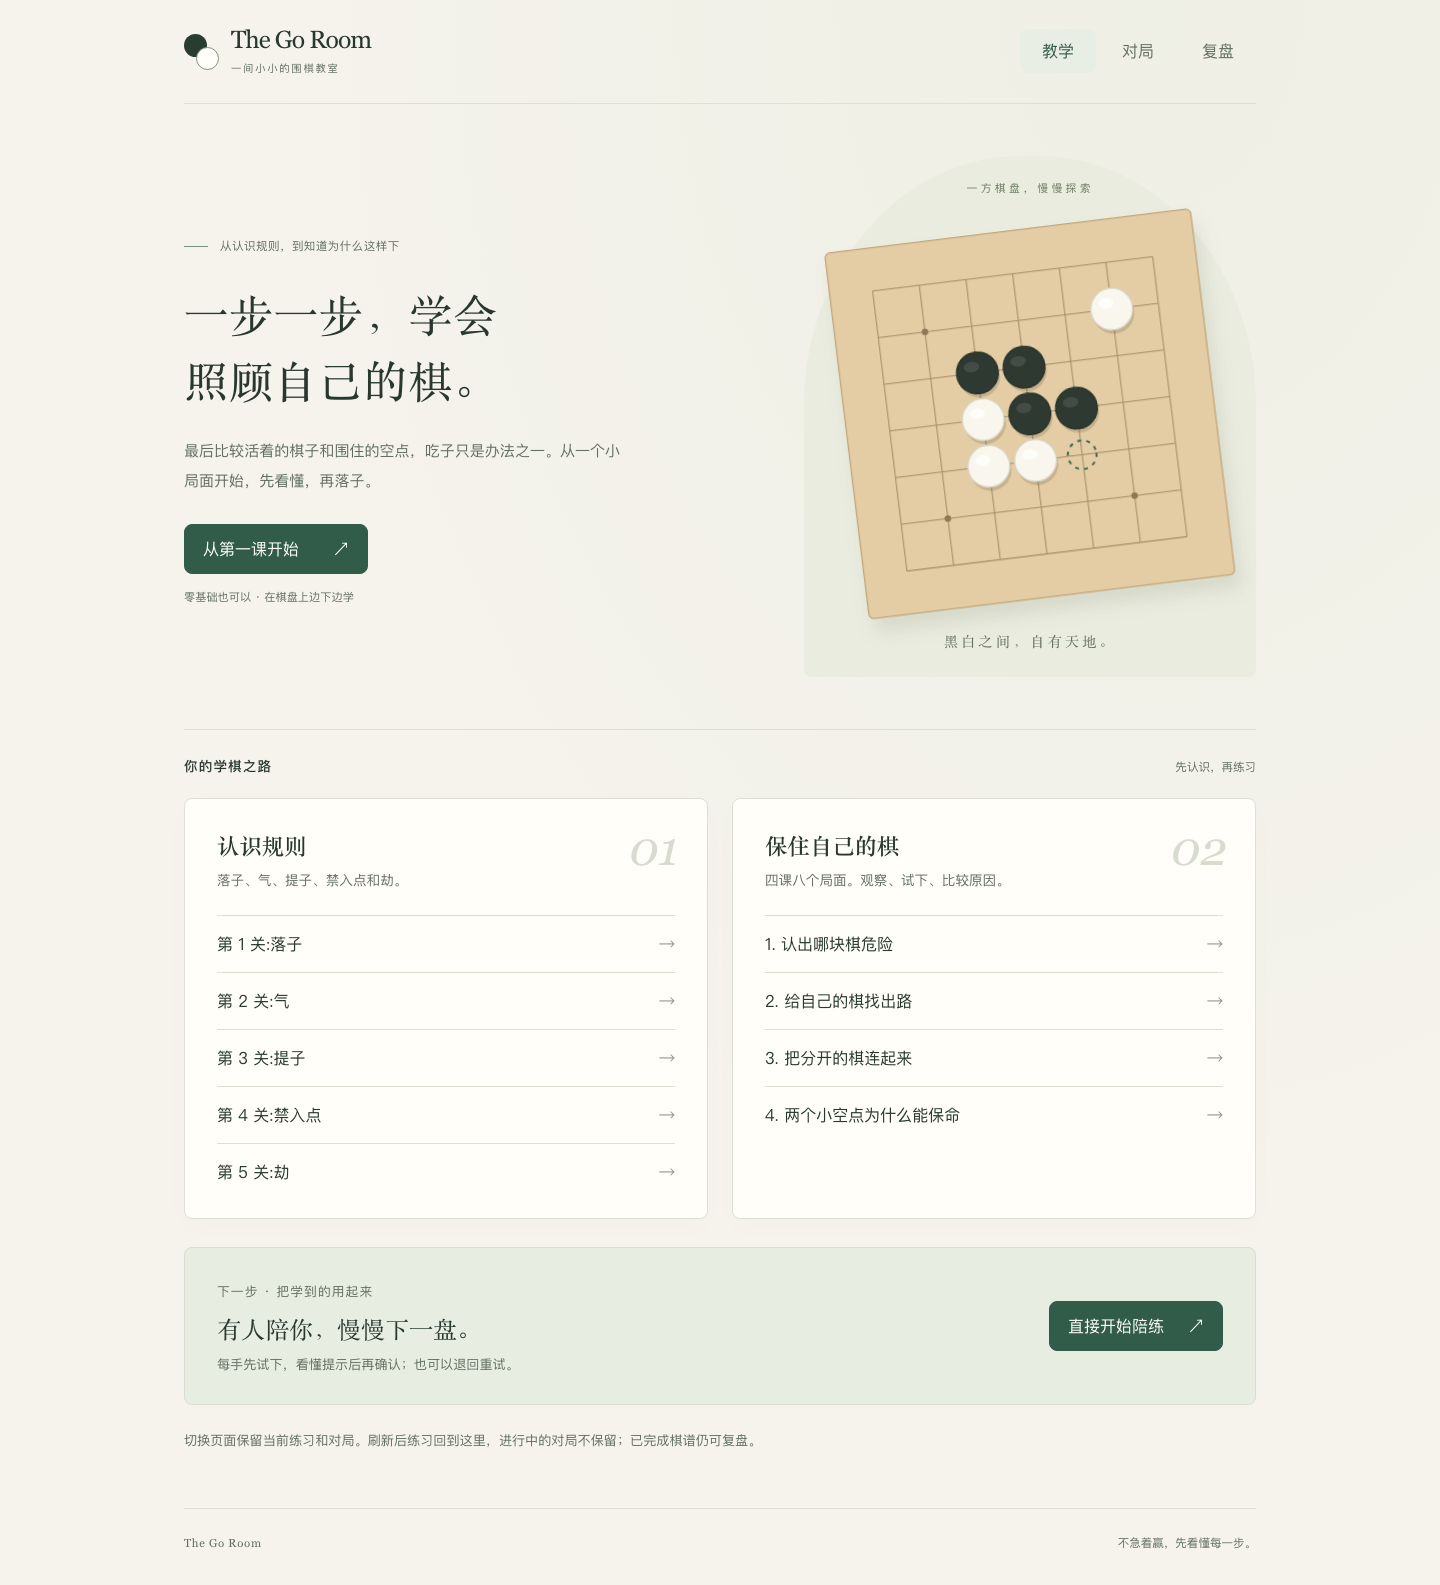 The Go Room
一间小小的围棋教室
教学
对局
复盘
一方棋盘，慢慢探索
从认识规则，到知道为什么这样下
一步一步，学会
照顾自己的棋。
最后比较活着的棋子和围住的空点，吃子只是办法之一。从一个小
局面开始，先看懂，再落子。
从第一课开始 ↗
零基础也可以 · 在棋盘上边下边学
黑白之间，自有天地。
你的学棋之路
先认识，再练习
认识规则
01
落子、气、提子、禁入点和劫。
第 1 关:落子 →
第 2 关:气 →
第 3 关:提子 →
第 4 关:禁入点 →
第 5 关:劫 →
保住自己的棋
02
四课八个局面。观察、试下、比较原因。
1. 认出哪块棋危险 →
2. 给自己的棋找出路 →
3. 把分开的棋连起来 →
4. 两个小空点为什么能保命 →
下一步 · 把学到的用起来
有人陪你，慢慢下一盘。
每手先试下，看懂提示后再确认；也可以退回重试。
直接开始陪练 ↗
切换页面保留当前练习和对局。刷新后练习回到这里，进行中的对局不保留；已完成棋谱仍可复盘。
The Go Room
不急着赢，先看懂每一步。